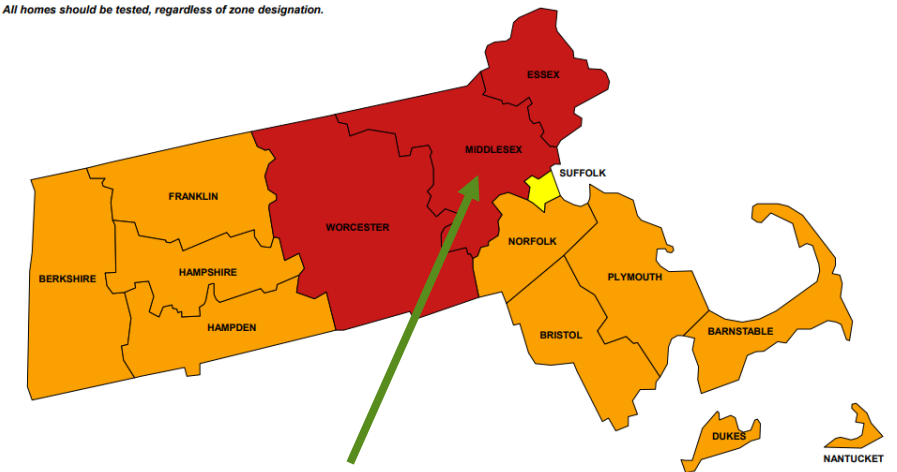 All homes should be tested, regardless of zone designation.
ESSEX
MIDDLESEX
SUFFOLK
FRANKLIN
WORCESTER
NORFOLK
BERKSHIRE
HAMPSHIRE
PLYMOUTH
HAMPDEN
BRISTOL
BARNSTABLE
DUKES
NANTUCKET